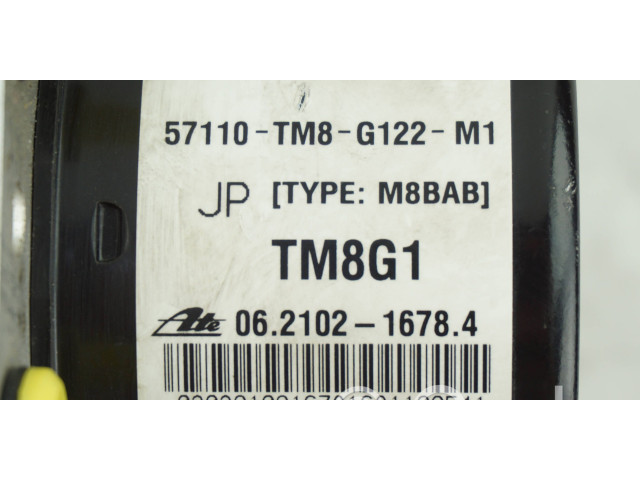 57110-TM8-G122-M1
JP [TYPE: M8BAB]
TM8G1
Ate 06.2102-1678.4